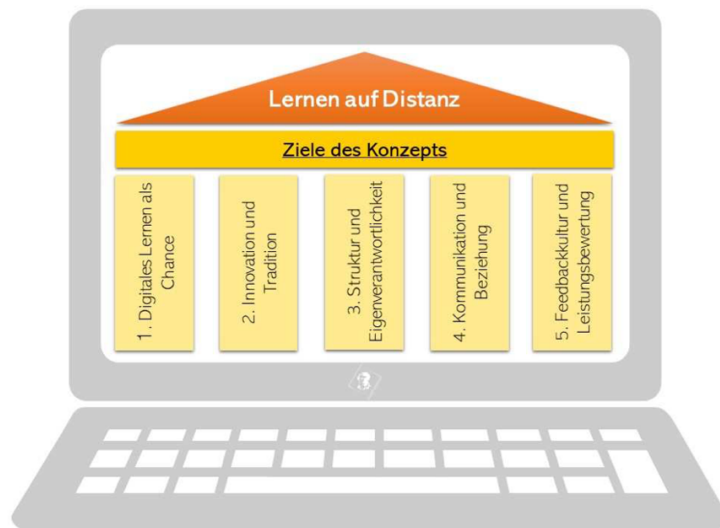 Lernen auf Distanz
Ziele des Konzepts
1. Digitales Lernen als
Chance
2. Innovation und
Tradition
3. Struktur und
Eigenverantwortlichkeit
4. Kommunikation und
Beziehung
5. Feedbackkultur und
Leistungsbewertung